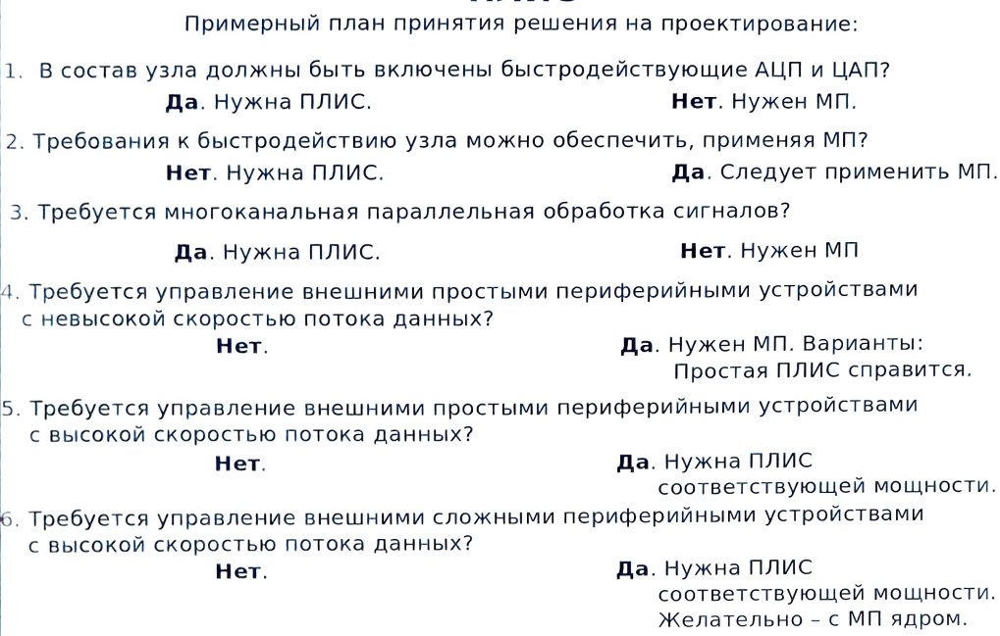 Примерный план принятия решения на проектирование:
1. В состав узла должны быть включены быстродействующие АЦП и ЦАП?
Да. Нужна ПЛИС. Нет. Нужен МП.
2. Требования к быстродействию узла можно обеспечить, применяя МП?
Нет. Нужна ПЛИС. Да. Следует применить МП.
3. Требуется многоканальная параллельная обработка сигналов?
Да. Нужна ПЛИС. Нет. Нужен МП
4. Требуется управление внешними простыми периферийными устройствами
с невысокой скоростью потока данных?
Нет. Да. Нужен МП. Варианты:
Простая ПЛИС справится.
5. Требуется управление внешними простыми периферийными устройствами
с высокой скоростью потока данных?
Нет. Да. Нужна ПЛИС
соответствующей мощности.
6. Требуется управление внешними сложными периферийными устройствами
с высокой скоростью потока данных?
Нет. Да. Нужна ПЛИС
соответствующей мощности.
Желательно – с МП ядром.